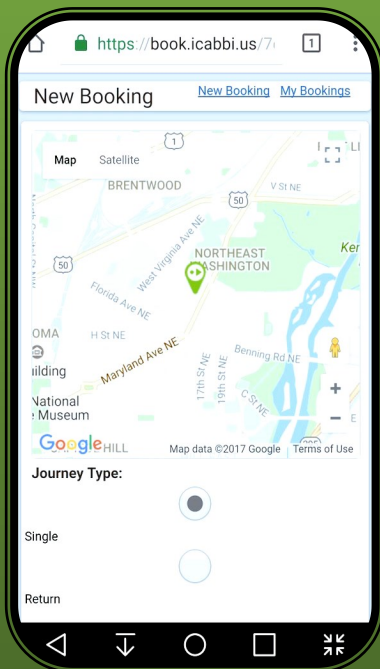 https://book.icabbi.us/7
1
New Booking
New Booking My Bookings
Map Satellite
1
BRENTWOOD
V St NE
50
West Virginia Ave NE
NORTHEAST
WASHINGTON
50
Florida Ave NE
OMA
H St NE
Maryland Ave NE
Benning Rd NE
17th St NE
19th St NE
C St NE
uilding
National
Museum
Google
HILL
Map data ©2017 Google Terms of Use
Journey Type:
Single
Return